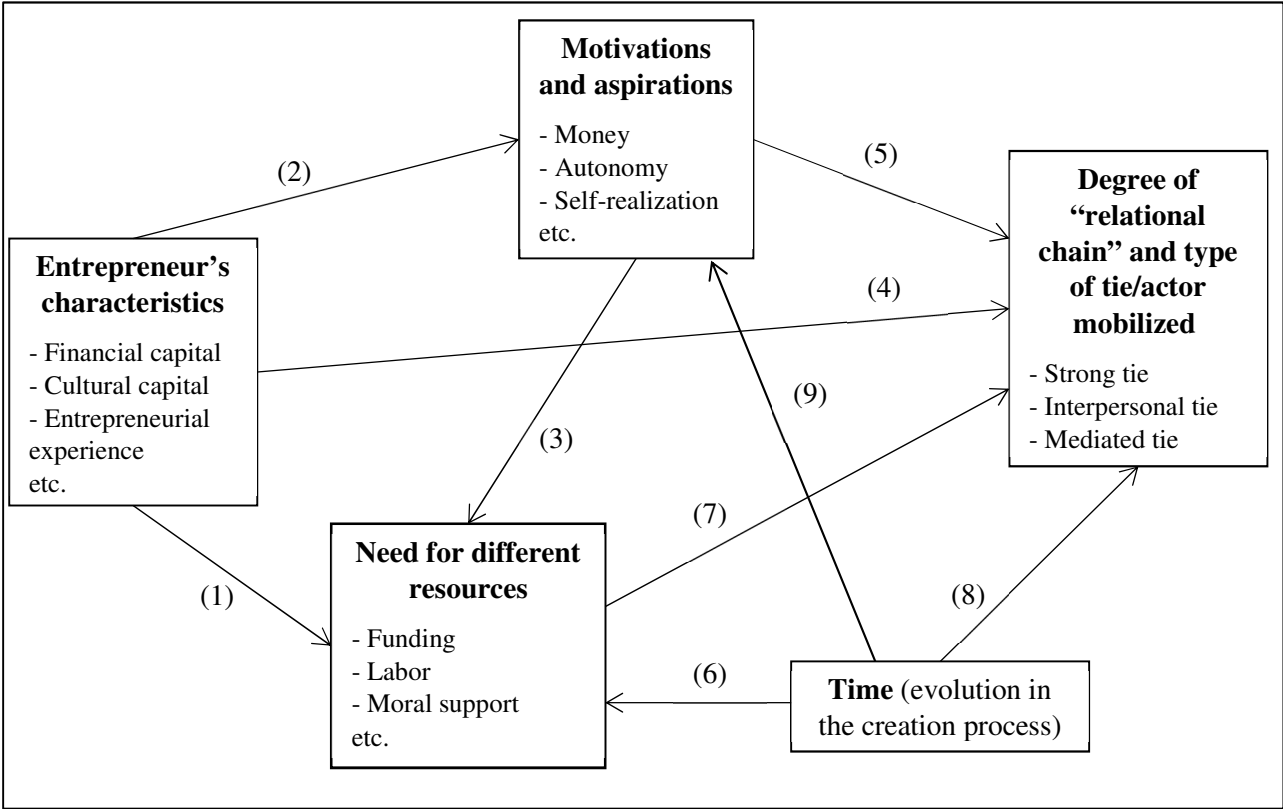 Motivations
and aspirations
- Money
- Autonomy
- Self-realization
etc.
(2)
(5)
Degree of
“relational
chain” and type
of tie/actor
mobilized
- Strong tie
- Interpersonal tie
- Mediated tie
Entrepreneur’s
characteristics
- Financial capital
- Cultural capital
- Entrepreneurial
experience
etc.
(4)
(9)
(3)
(7)
(1)
(8)
Need for different
resources
- Funding
- Labor
- Moral support
etc.
(6)
Time (evolution in
the creation process)